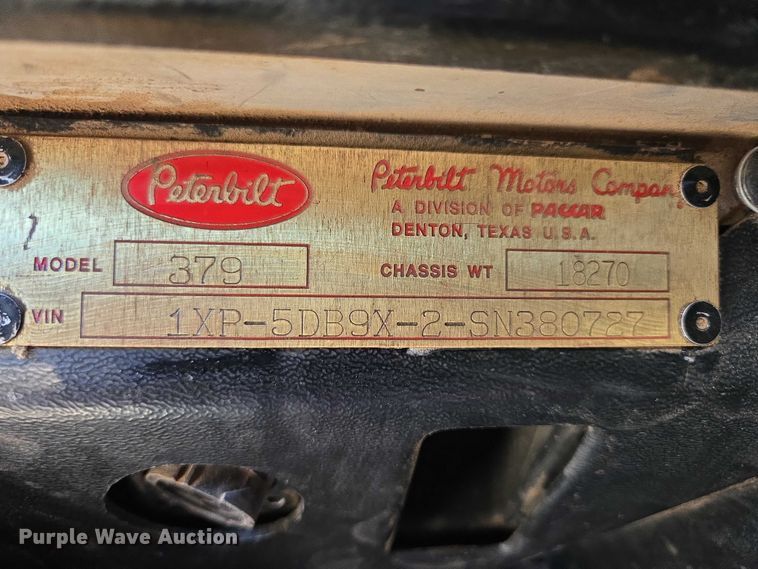 Peterbilt
Peterbilt Motors Company
A DIVISION OF PACCAR
DENTON, TEXAS U.S.A.
MODEL 379
CHASSIS WT 18270
VIN 1XP-5DB9X-2-SN380727
Purple Wave Auction